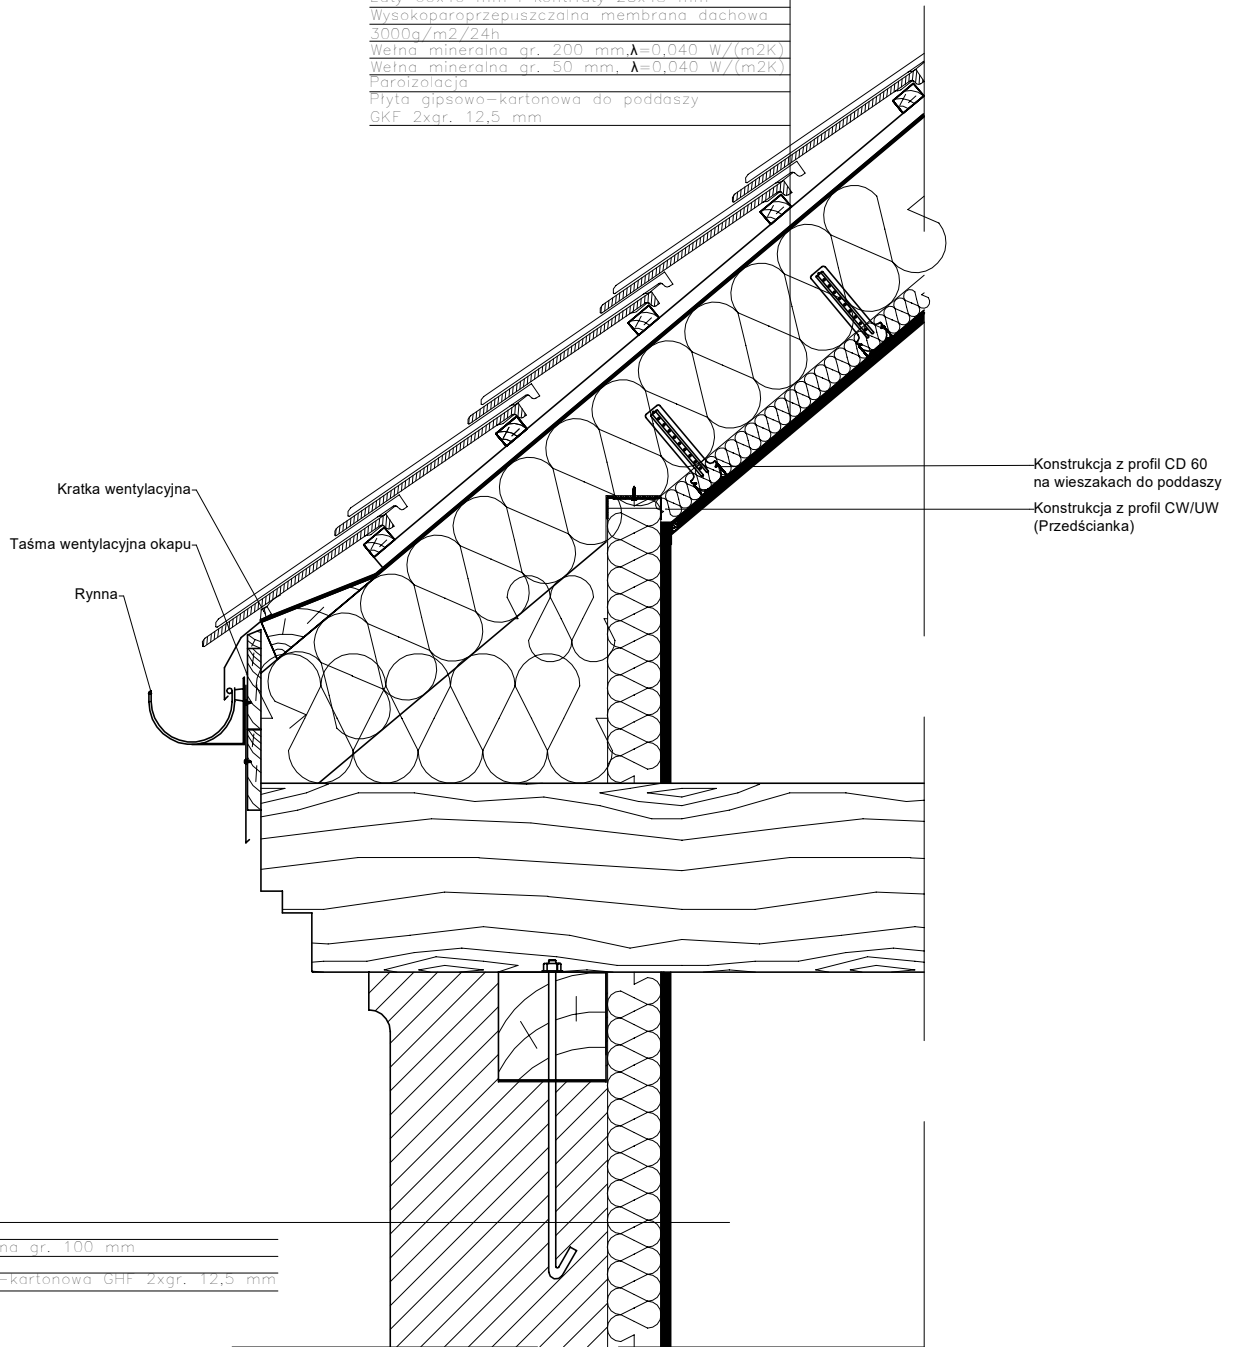 Wysokoparoprzepuszczalna membrana dachowa
3000g/m2/24h
Wełna mineralna gr. 200 mm,λ=0,040 W/(m2K)
Wełna mineralna gr. 50 mm, λ=0,040 W/(m2K)
Paroizolacja
Płyta gipsowo-kartonowa do poddaszy
GKF 2xgr. 12,5 mm
Konstrukcja z profil CD 60
na wieszakach do poddaszy
Konstrukcja z profil CW/UW
(Przedścianka)
Kratka wentylacyjna
Taśma wentylacyjna okapu
Rynna
na gr. 100 mm
-kartonowa GHF 2xgr. 12,5 mm